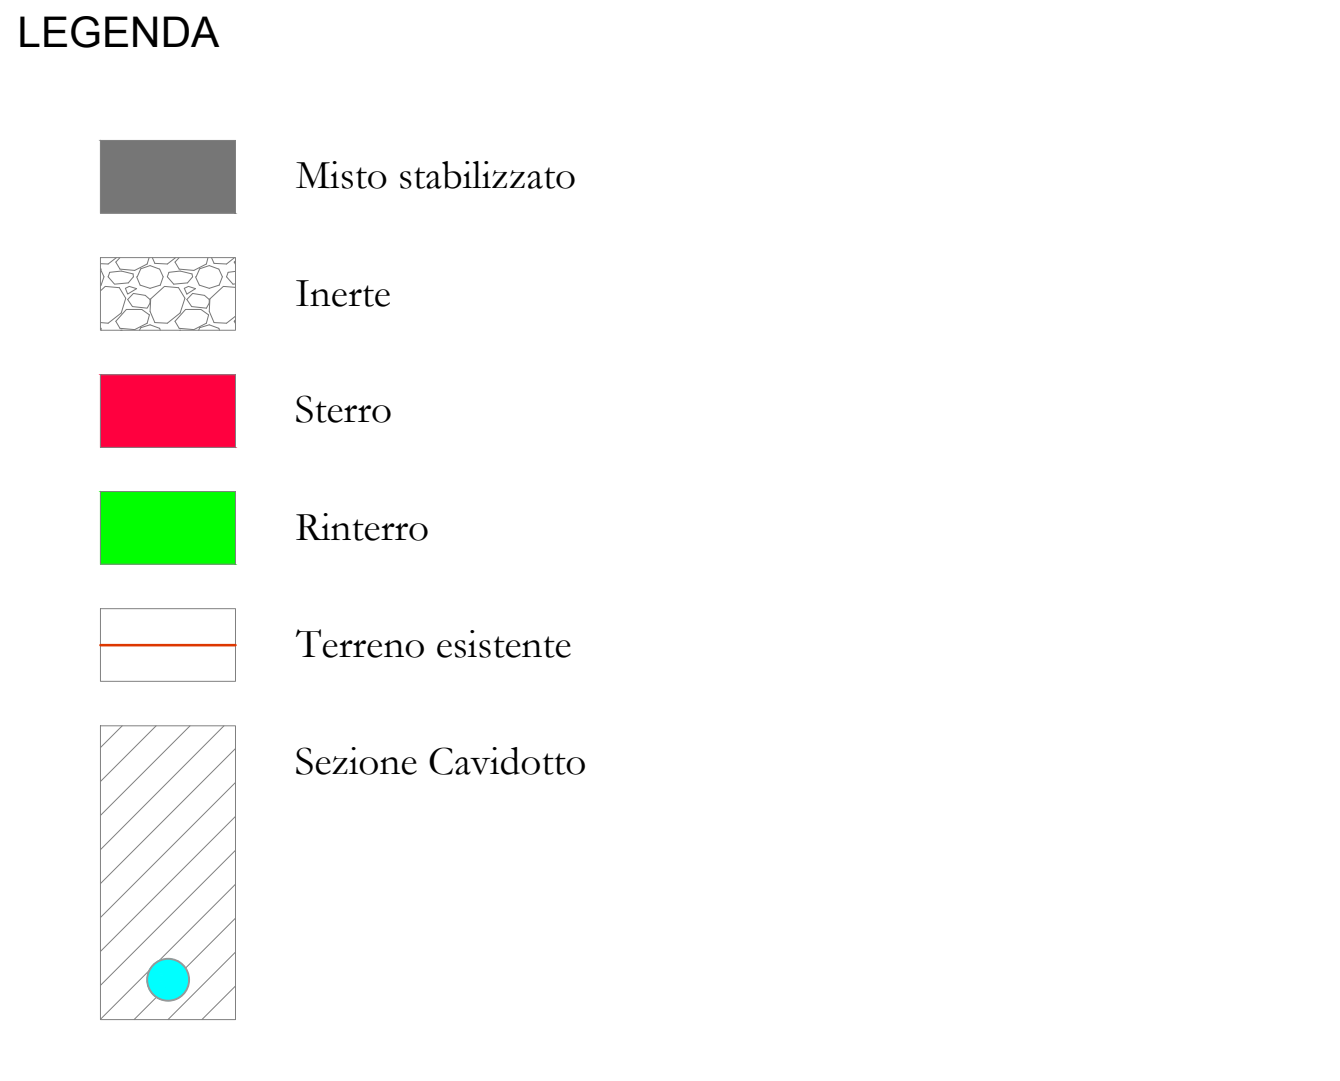 LEGENDA
Misto stabilizzato
Inerte
Sterro
Rinterro
Terreno esistente
Sezione Cavidotto